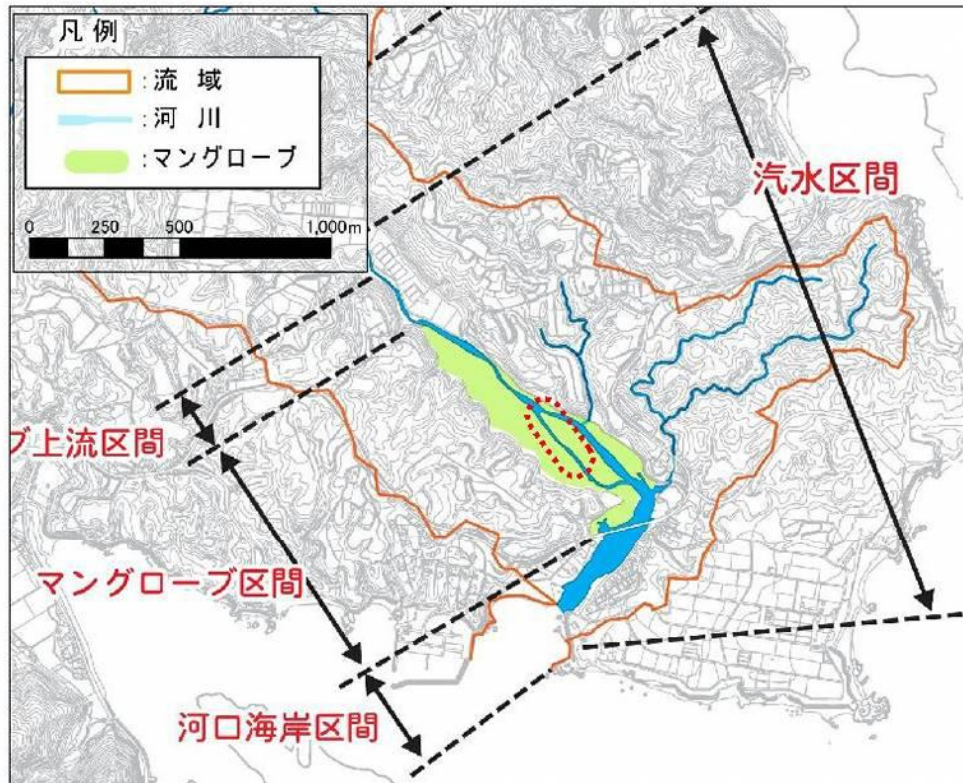 凡 例
: 流 域
: 河 川
: マングローブ
0 250 500 1,000m
汽水区間
ブ上流区間
マングローブ区間
河口海岸区間